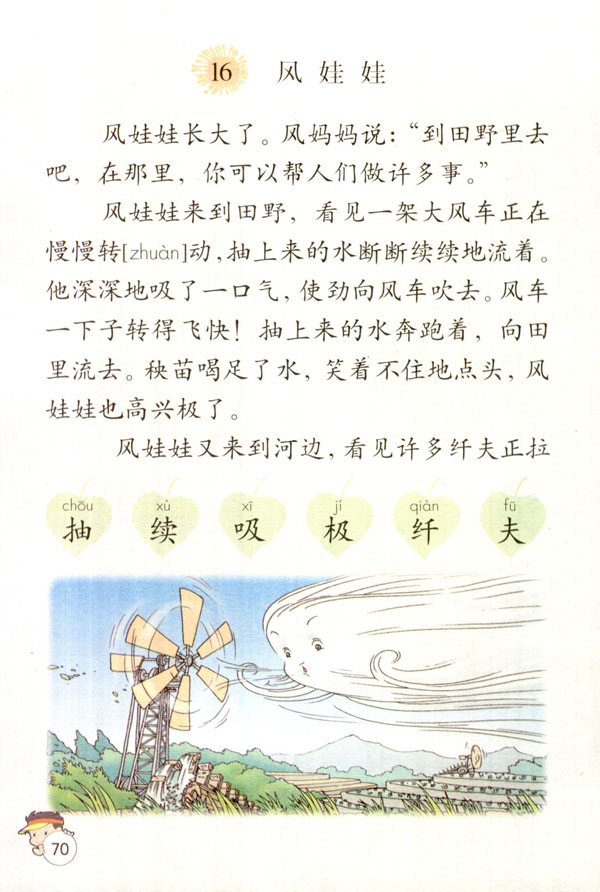 16 风娃娃
风娃娃长大了。风妈妈说：“到田野里去
吧，在那里，你可以帮人们做许多事。”
风娃娃来到田野，看见一架大风车正在
慢慢转[zhuàn]动，抽上来的水断断续续地流着。
他深深地吸了一口气，使劲向风车吹去。风车
一下子转得飞快！抽上来的水奔跑着，向田
里流去。秧苗喝足了水，笑着不住地点头，风
娃娃也高兴极了。
风娃娃又来到河边，看见许多纤夫正拉
chōu xù xī jí qiàn fū
抽 续 吸 极 纤 夫
70